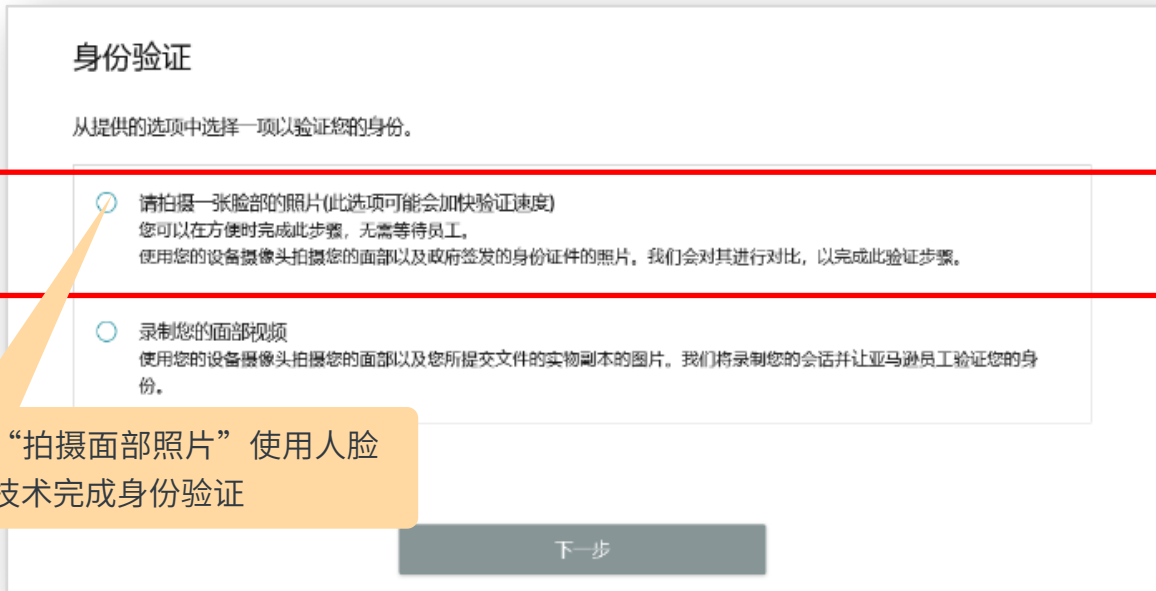 身份验证
从提供的选项中选择一项以验证您的身份。
请拍摄一张脸部的照片(此选项可能会加快验证速度)
您可以在方便时完成此步骤，无需等待员工。
使用您的设备摄像头拍摄您的面部以及政府签发的身份证件的照片。我们会对其进行对比，以完成此验证步骤。
录制您的面部视频
使用您的设备摄像头拍摄您的面部以及您所提交文件的实物副本的图片。我们将录制您的会话并让亚马逊员工验证您的身
份。
“拍摄面部照片”使用人脸
技术完成身份验证
下一步